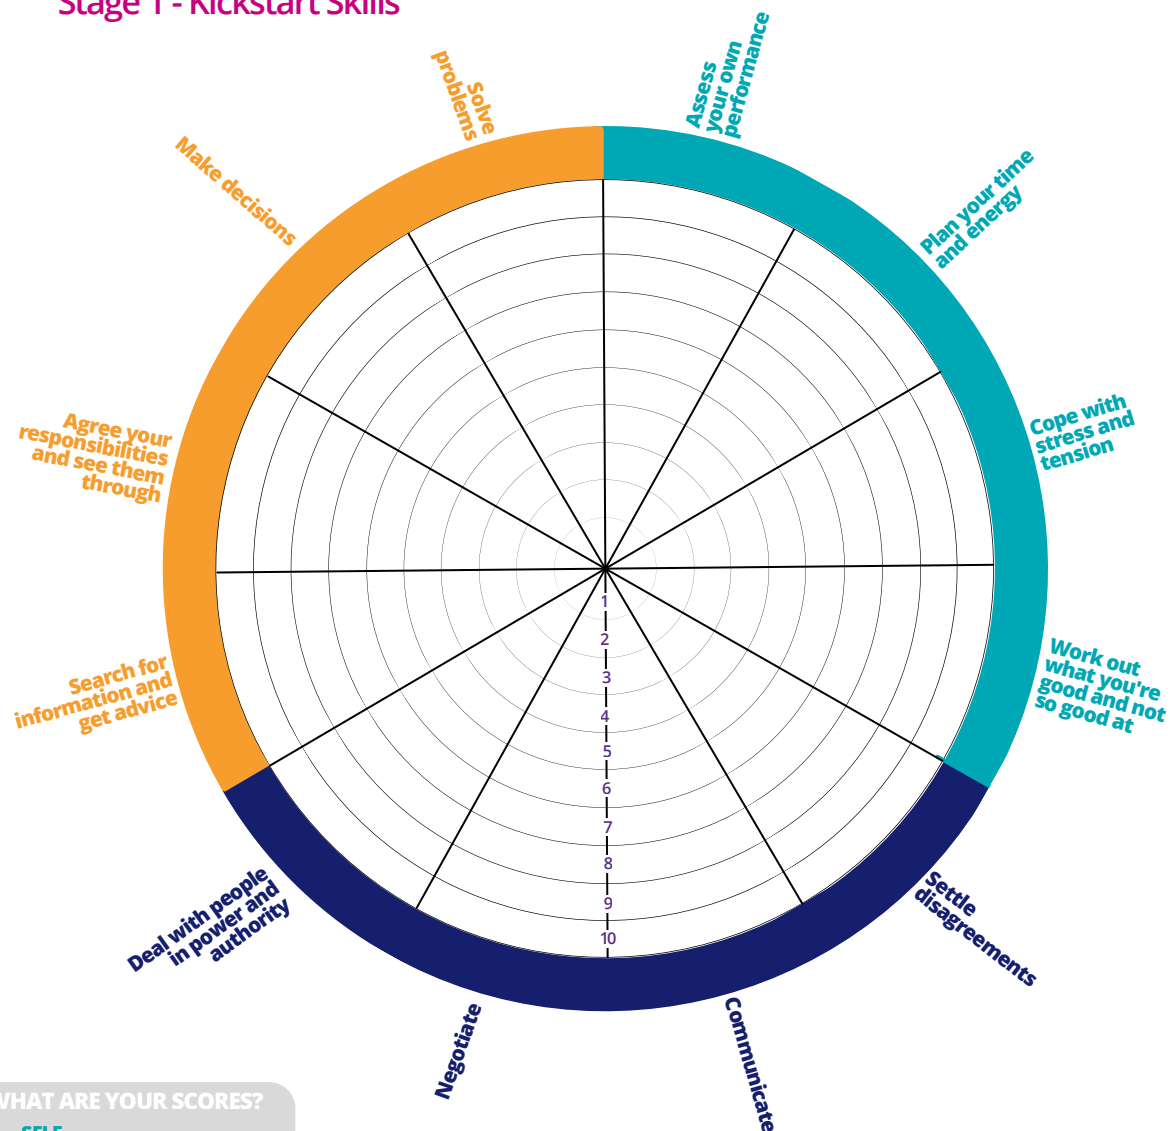 Stage 1 - Kickstart Skills
Solve
problems
Assess
your own
performance
Make decisions
Plan your time
and energy
Agree your
responsibilities
and see them
through
Cope with
stress and
tension
Search for
information and
get advice
Work out
what you're
good and not
so good at
1
2
3
4
5
6
7
8
9
10
Deal with people
in power and
authority
Settle
disagreements
Negotiate
Communicate
WHAT ARE YOUR SCORES?
SELF